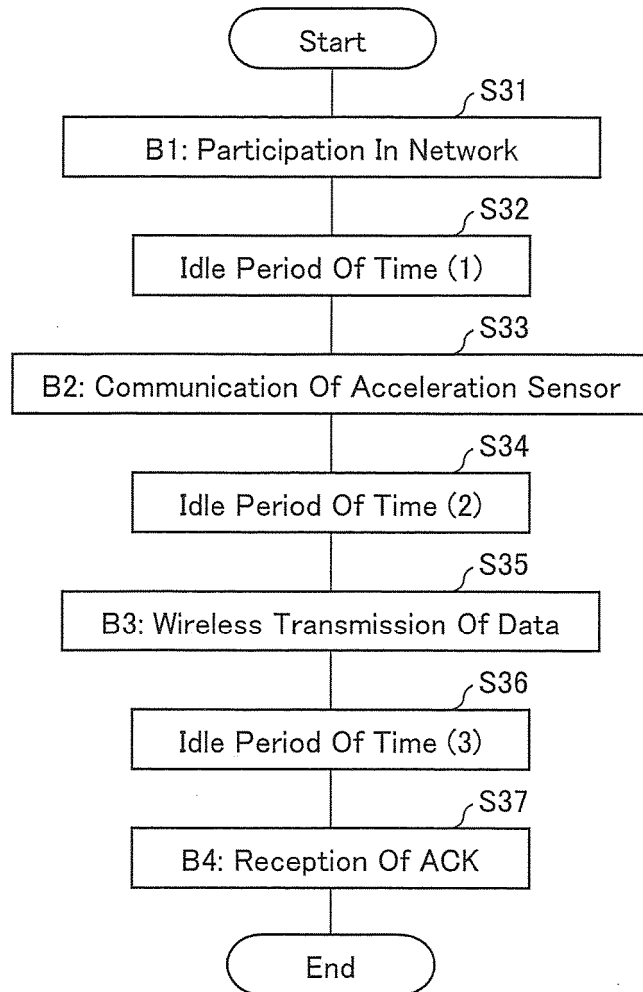 Start
S31
B1: Participation In Network
S32
Idle Period Of Time (1)
S33
B2: Communication Of Acceleration Sensor
S34
Idle Period Of Time (2)
S35
B3: Wireless Transmission Of Data
S36
Idle Period Of Time (3)
S37
B4: Reception Of ACK
End